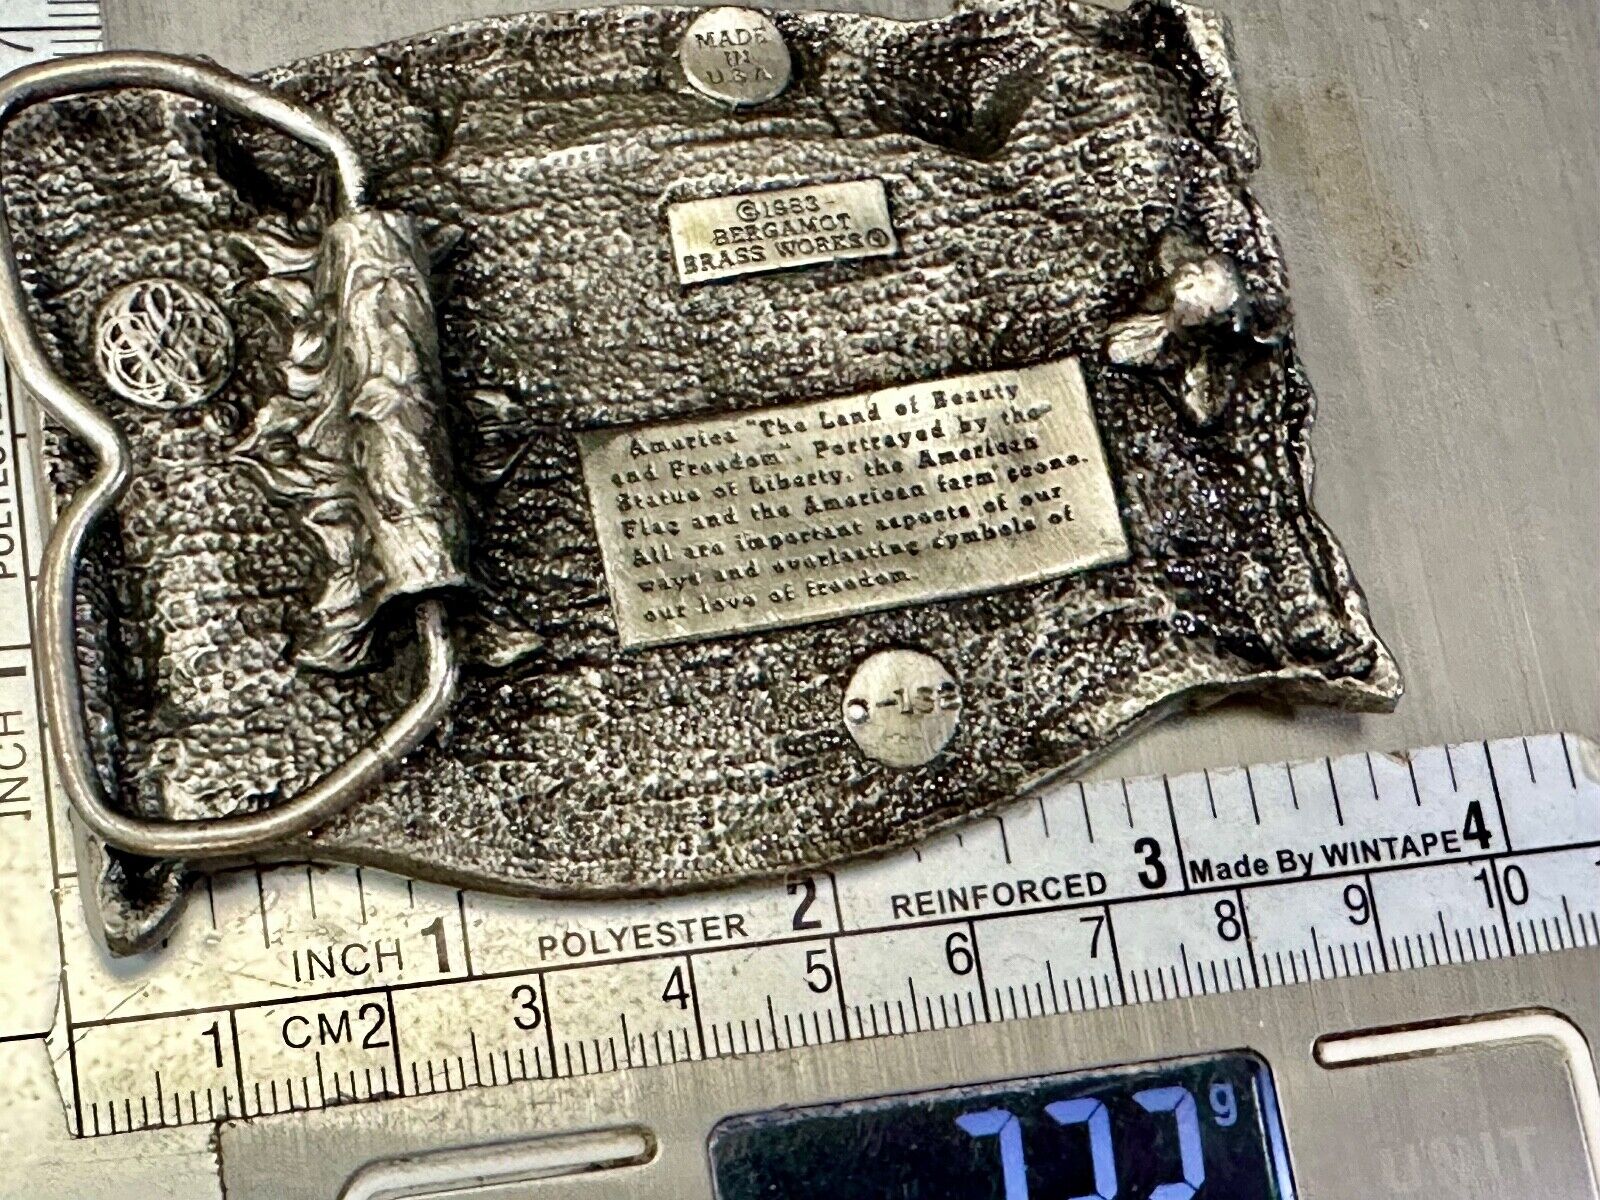 MADE
IN
U.S.A
©1983-
BERGAMOT
BRASS WORKS
America "The Land of Beauty
and Freedom", Portrayed by the
Statue of Liberty, the American
Flag and the American farm scene.
All are important aspects of our
ways and everlasting symbols of
our love of freedom.
INCH 1 POLYESTER 2 REINFORCED 3 Made By WINTAPE 4
1 CM 2 3 4 5 6 7 8 9 10
INCH 1
g
UNIT